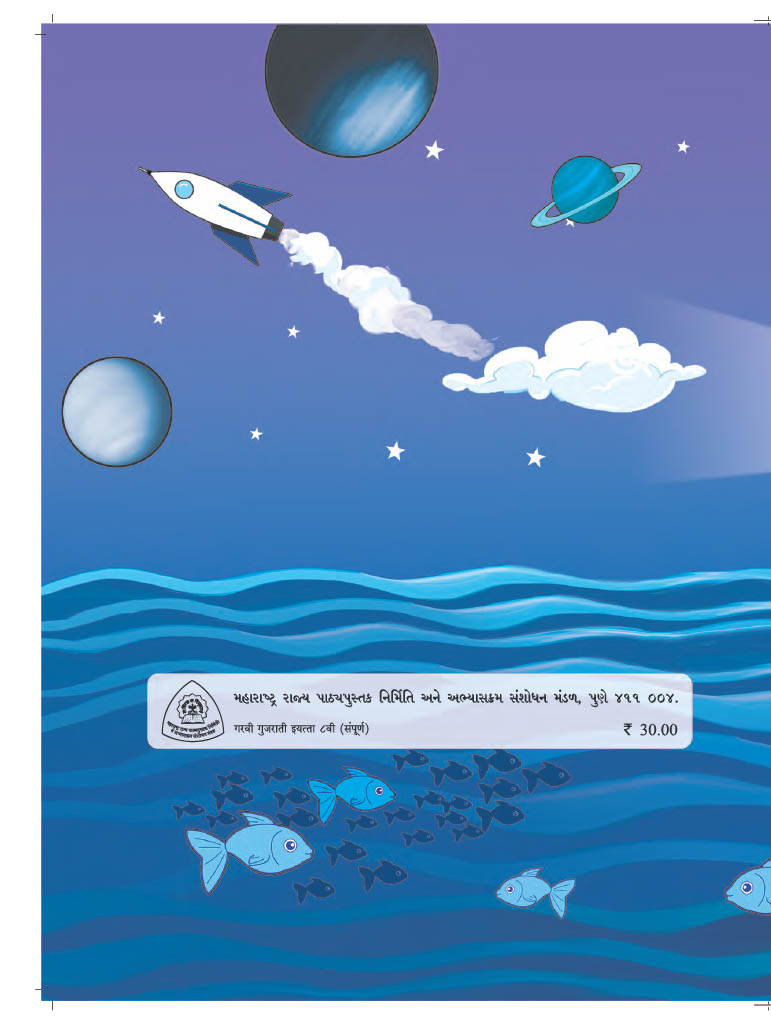 મહારાષ્ટ્ર રાજ્ય પાઠ્યપુસ્તક નિર્મિતિ અને અભ્યાસક્રમ સંશોધન મંડળ, પુણે ૪૧૧ ૦૦૪.
गरवी गुजराती इयत्ता ८वी (संपूर्ण)
₹ 30.00